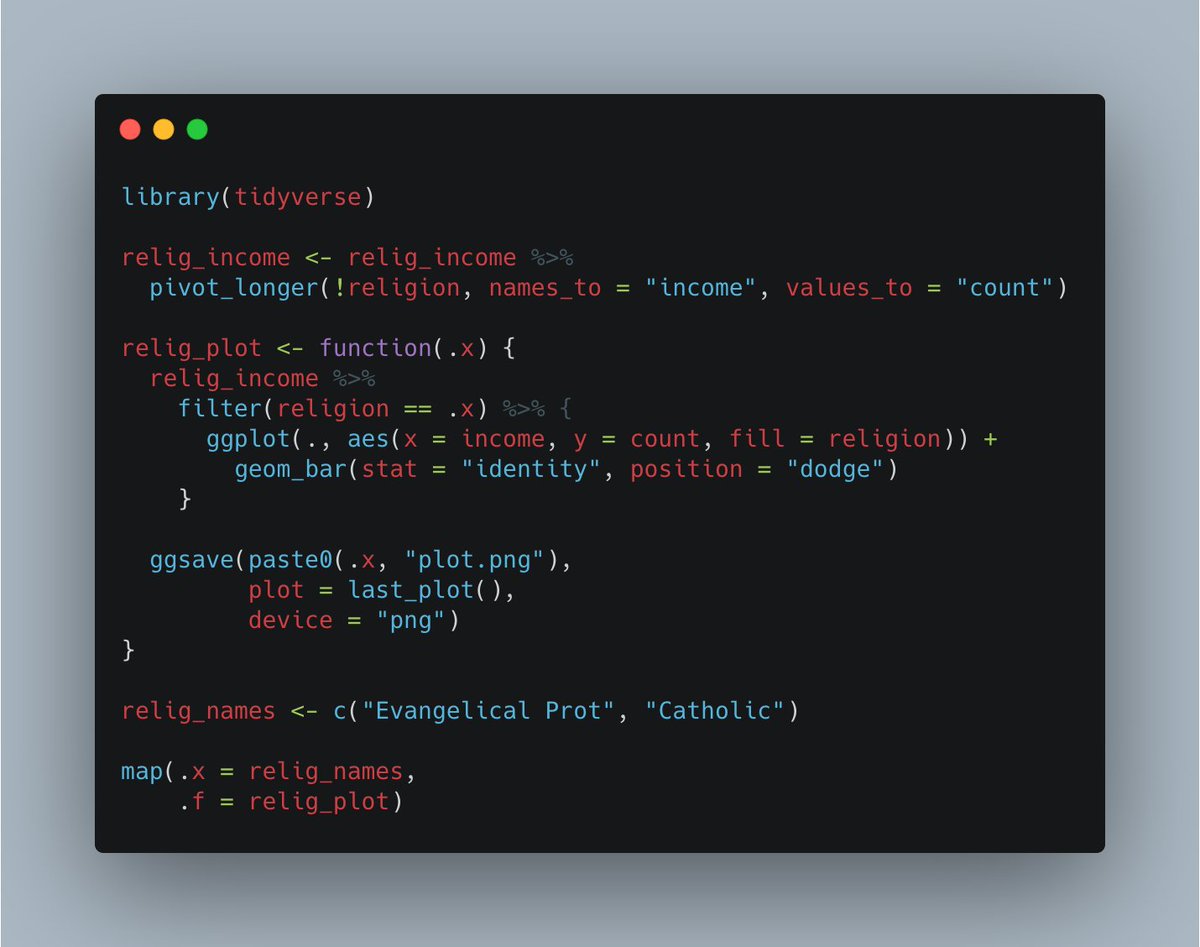 library(tidyverse)
relig_income <- relig_income %>%
  pivot_longer(!religion, names_to = "income", values_to = "count")
relig_plot <- function(.x) {
  relig_income %>%
    filter(religion == .x) %>% {
      ggplot(., aes(x = income, y = count, fill = religion)) +
        geom_bar(stat = "identity", position = "dodge")
    }
  ggsave(paste0(.x, "plot.png"),
         plot = last_plot(),
         device = "png")
}
relig_names <- c("Evangelical Prot", "Catholic")
map(.x = relig_names,
    .f = relig_plot)